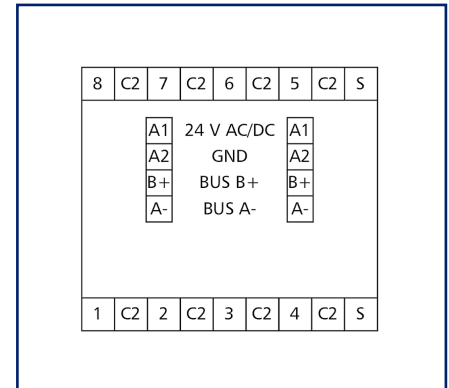 8 C2 7 C2 6 C2 5 C2 S
A1 24 V AC/DC A1
A2 GND A2
B+ BUS B+ B+
A- BUS A- A-
1 C2 2 C2 3 C2 4 C2 S